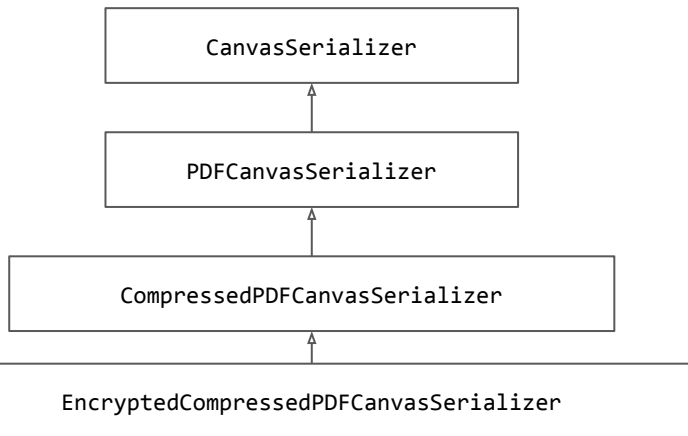 CanvasSerializer
PDFCanvasSerializer
CompressedPDFCanvasSerializer
EncryptedCompressedPDFCanvasSerializer